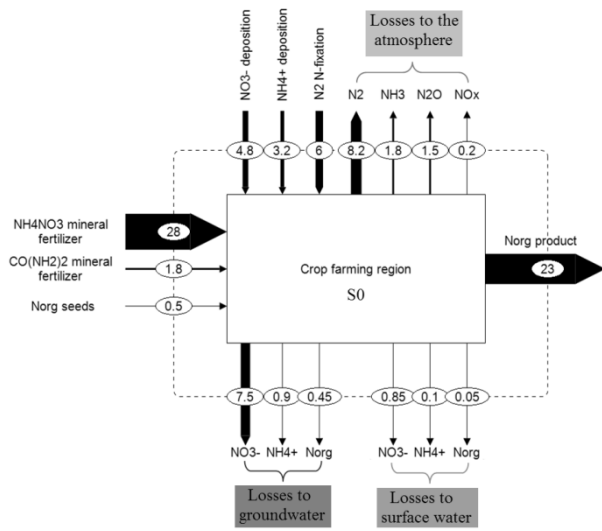 Losses to the
atmosphere
NO3- deposition
NH4+ deposition
N2 N-fixation
N2 NH3 N2O NOx
4.8 3.2 6 8.2 1.8 1.5 0.2
NH4NO3 mineral
fertilizer
28
CO(NH2)2 mineral
fertilizer
1.8
Norg seeds
0.5
Crop farming region
S0
Norg product
23
7.5 0.9 0.45 0.85 0.1 0.05
NO3- NH4+ Norg NO3- NH4+ Norg
Losses to
groundwater
Losses to
surface water